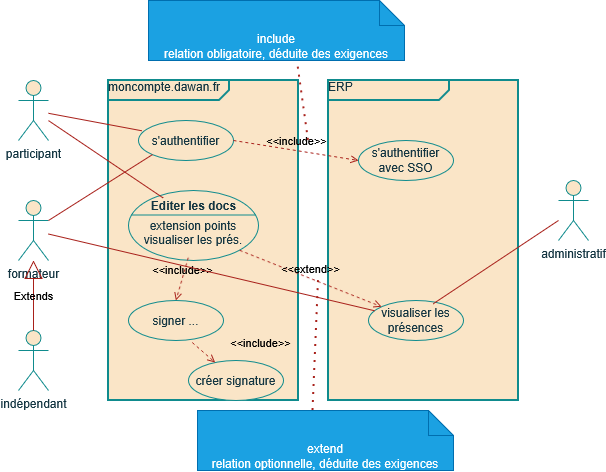 include
relation obligatoire, déduite des exigences
moncompte.dawan.fr
ERP
participant
s'authentifier
<<include>>
s'authentifier
avec SSO
Editer les docs
extension points
visualiser les prés.
formateur
administratif
<<include>>
<<extend>>
Extends
signer ...
visualiser les
présences
<<include>>
créer signature
indépendant
extend
relation optionnelle, déduite des exigences